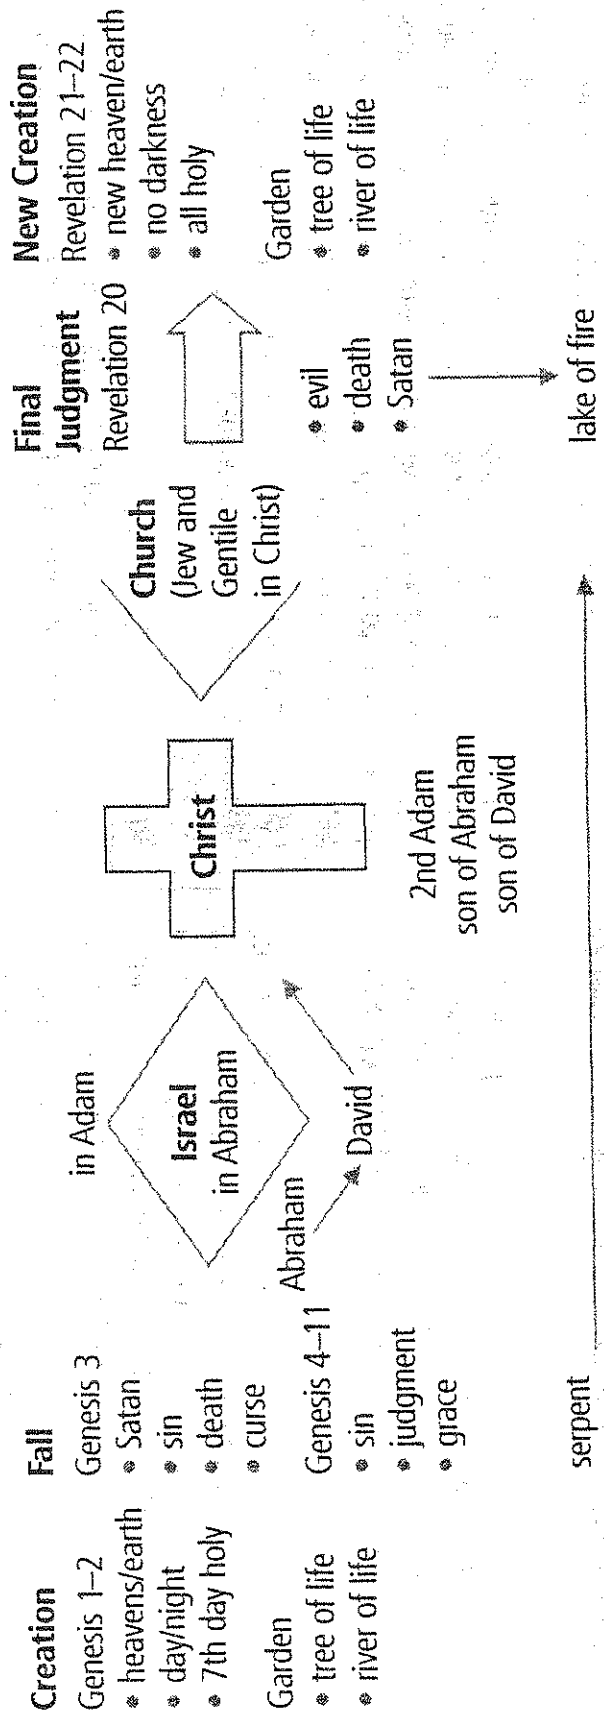 Creation
Genesis 1–2
• heavens/earth
• day/night
• 7th day holy
Garden
• tree of life
• river of life
Fall
Genesis 3
• Satan
• sin
• death
• curse
Genesis 4–11
• sin
• judgment
• grace
in Adam
Israel
in Abraham
Abraham
David
Christ
2nd Adam
son of Abraham
son of David
Church
(Jew and
Gentile
in Christ)
Final
Judgment
Revelation 20
• evil
• death
• Satan
New Creation
Revelation 21–22
• new heaven/earth
• no darkness
• all holy
Garden
• tree of life
• river of life
serpent
lake of fire